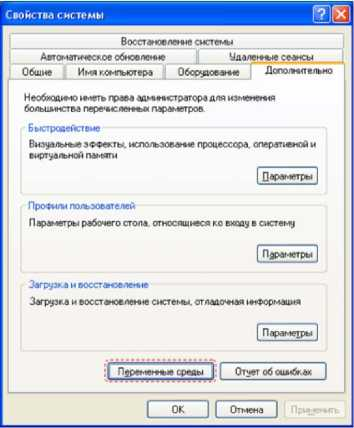 Свойства системы
Восстановление системы
Автоматическое обновление Удаленные сеансы
Общие Имя компьютера Оборудование Дополнительно
Необходимо иметь права администратора для изменения
большинства перечисленных параметров.
Быстродействие
Визуальные эффекты, использование процессора, оперативной и
виртуальной памяти
Параметры
Профили пользователей
Параметры рабочего стола, относящиеся ко входу в систему
Параметры
Загрузка и восстановление
Загрузка и восстановление системы, отладочная информация
Параметры
Переменные среды Отчет об ошибках
OK Отмена Применить